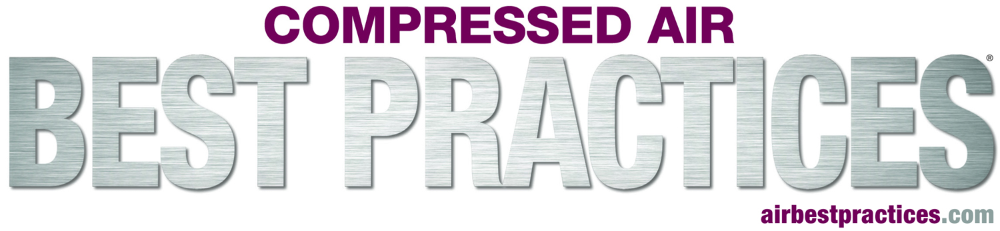 COMPRESSED AIR
BEST PRACTICES®
airbestpractices.com